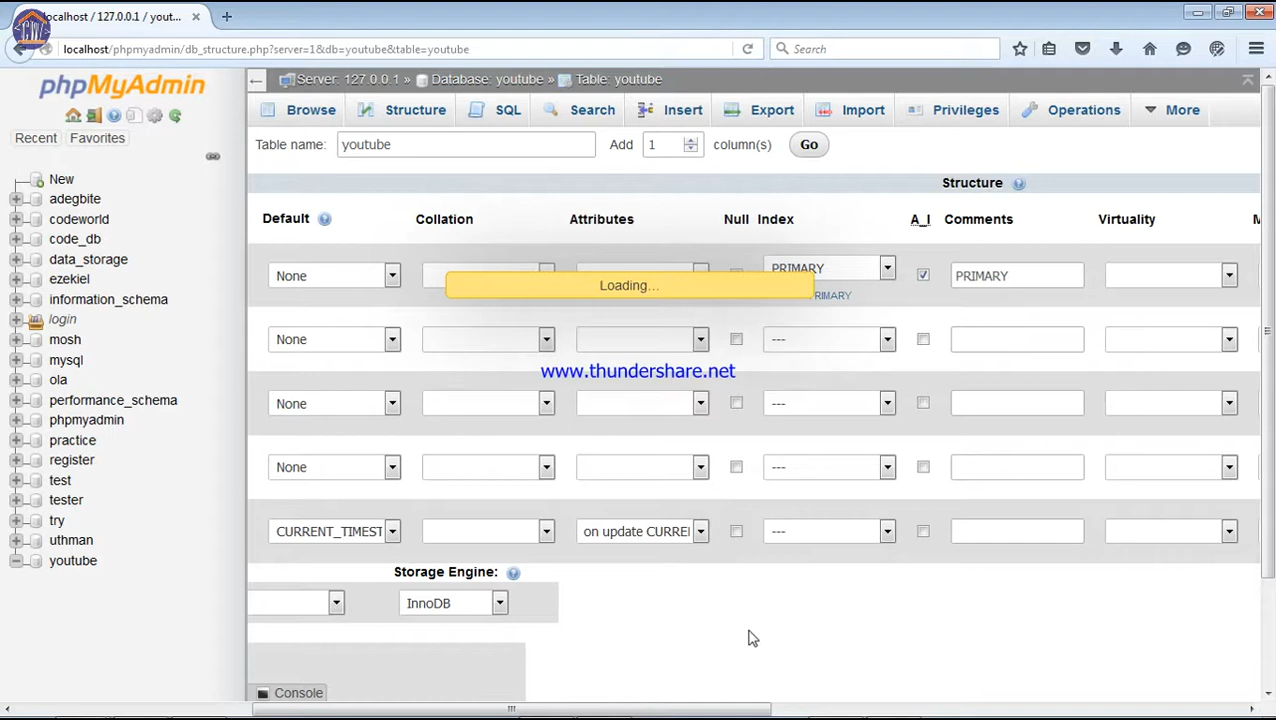 localhost / 127.0.0.1 / yout...
localhost/phpmyadmin/db_structure.php?server=1&db=youtube&table=youtube
Search
phpMyAdmin
Recent
Favorites
New
adegbite
codeworld
code_db
data_storage
ezekiel
information_schema
login
mosh
mysql
ola
performance_schema
phpmyadmin
practice
register
test
tester
try
uthman
youtube
Server: 127.0.0.1 » Database: youtube » Table: youtube
Browse
Structure
SQL
Search
Insert
Export
Import
Privileges
Operations
More
Table name: youtube Add 1 column(s) Go
Structure
Default Collation Attributes Null Index A_I Comments Virtuality
None PRIMARY PRIMARY
Loading...
PRIMARY
None ---
www.thundershare.net
None ---
None ---
CURRENT_TIMEST on update CURREI ---
Storage Engine:
InnoDB
Console